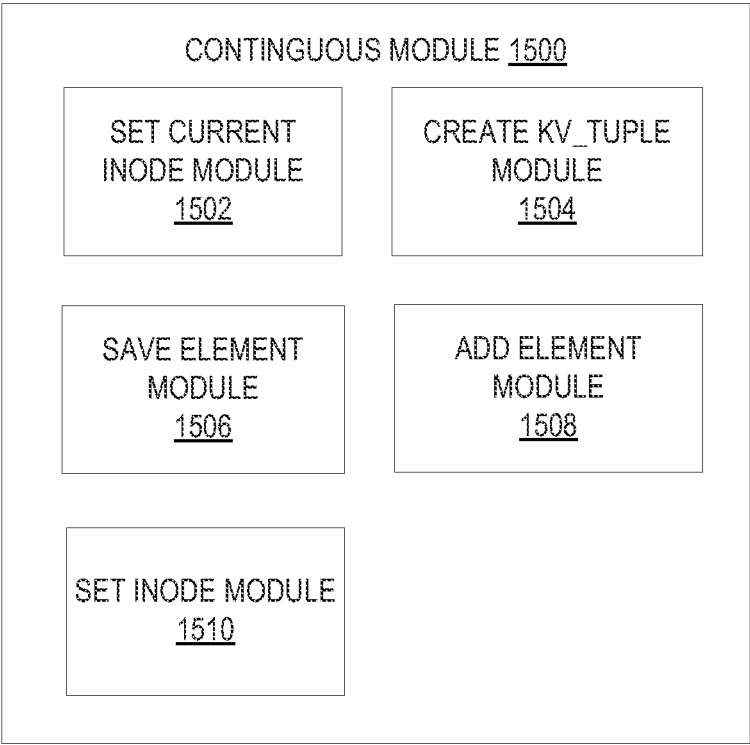 CONTINGUOUS MODULE 1500
SET CURRENT
INODE MODULE
1502
CREATE KV_TUPLE
MODULE
1504
SAVE ELEMENT
MODULE
1506
ADD ELEMENT
MODULE
1508
SET INODE MODULE
1510